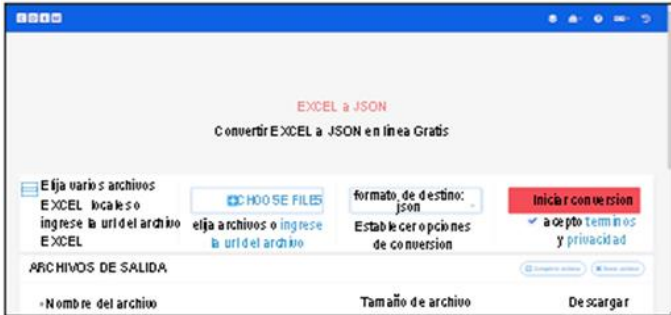 EXCEL a JSON
Convertir EXCEL a JSON en linea Gratis
Elija varios archivos
EXCEL locales o
ingrese la url del archivo
EXCEL
CHOOSE FILES
elija archivos o ingrese
la url del archivo
formato de destino:
json
Establecer opciones
de conversion
Iniciar conversion
acepto terminos
y privacidad
ARCHIVOS DE SALIDA
Nombre del archivo
Tamaño de archivo
Descargar